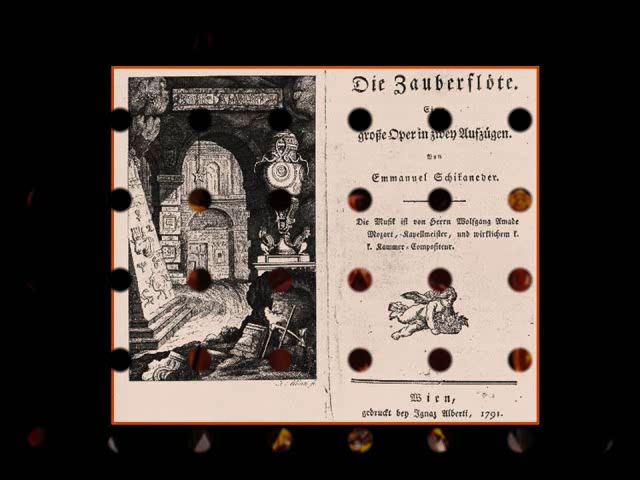 Die Zauberflöte.
große Oper in zwey Aufzügen.
Von
Emmanuel Schikaneder.
Die Musik ist von Herrn Wolfgang Amade
Mozart, Kapellmeister, und wirklichem k.
k. Kammer-Compositeur.
Wien,
gedruckt bey Ignaz Alberti, 1791.